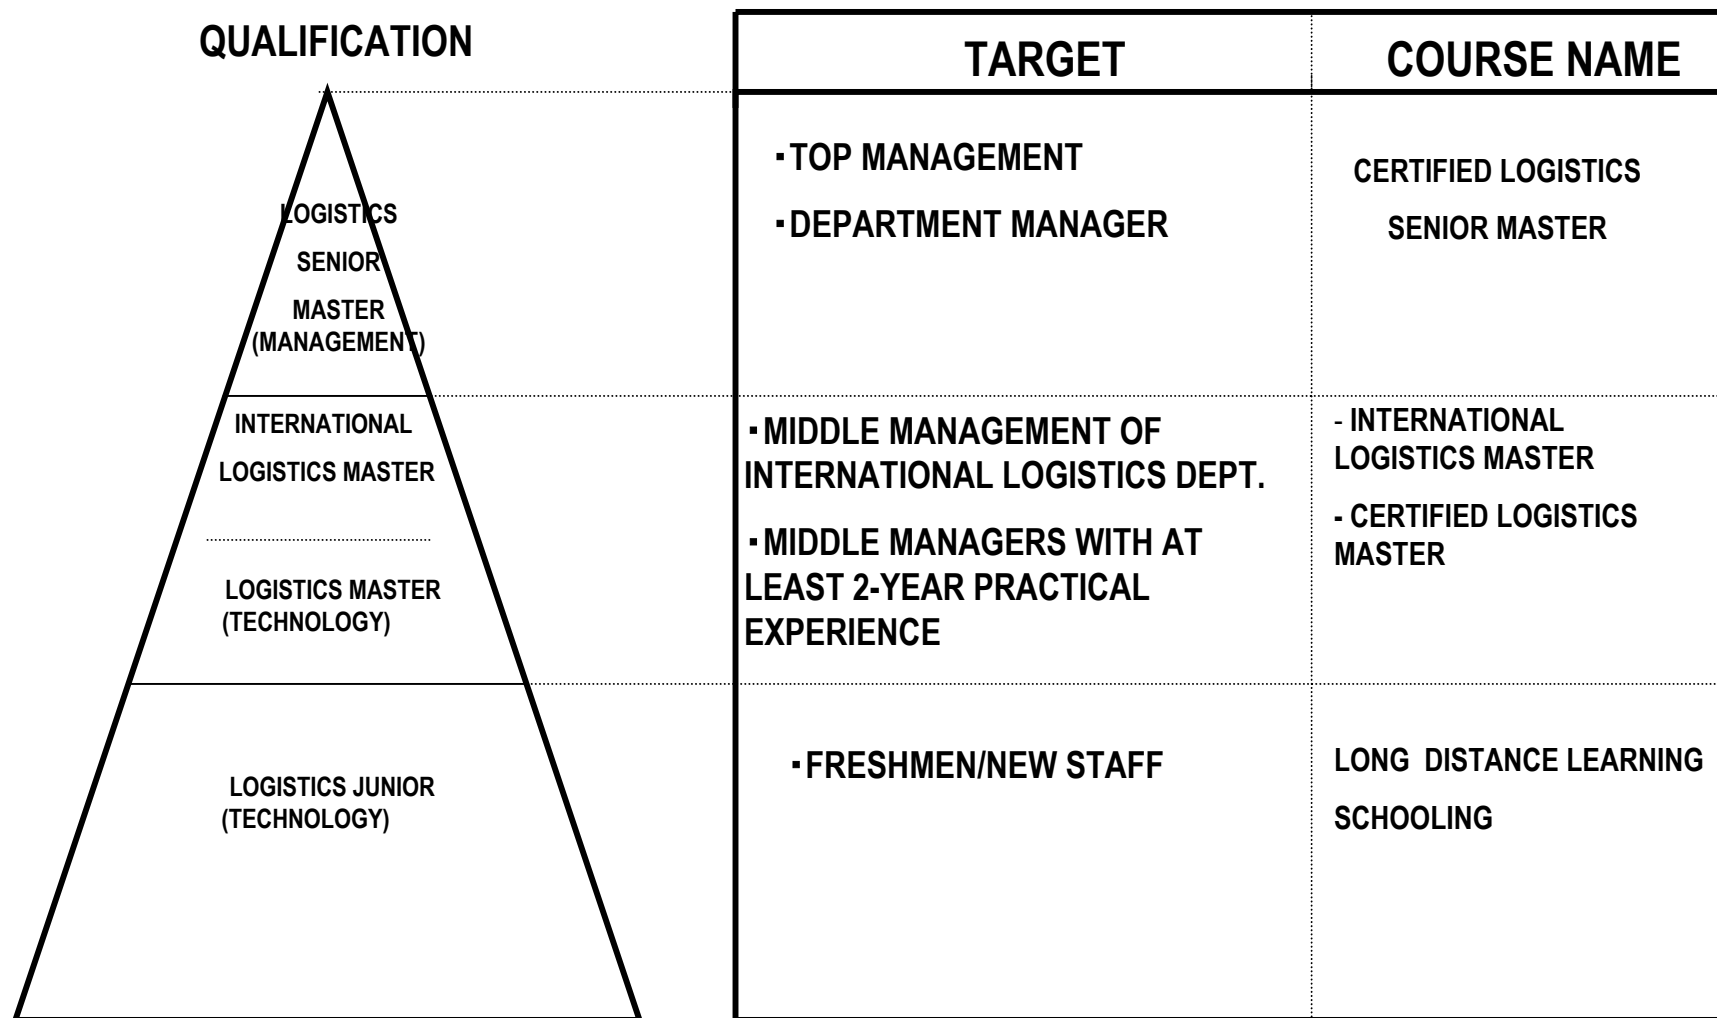 QUALIFICATION
LOGISTICS
SENIOR
MASTER
(MANAGEMENT)
INTERNATIONAL
LOGISTICS MASTER
LOGISTICS MASTER
(TECHNOLOGY)
LOGISTICS JUNIOR
(TECHNOLOGY)
TARGET
COURSE NAME
▪TOP MANAGEMENT
▪DEPARTMENT MANAGER
CERTIFIED LOGISTICS
SENIOR MASTER
▪MIDDLE MANAGEMENT OF
INTERNATIONAL LOGISTICS DEPT.
▪MIDDLE MANAGERS WITH AT
LEAST 2-YEAR PRACTICAL
EXPERIENCE
- INTERNATIONAL
LOGISTICS MASTER
- CERTIFIED LOGISTICS
MASTER
▪FRESHMEN/NEW STAFF
LONG DISTANCE LEARNING
SCHOOLING